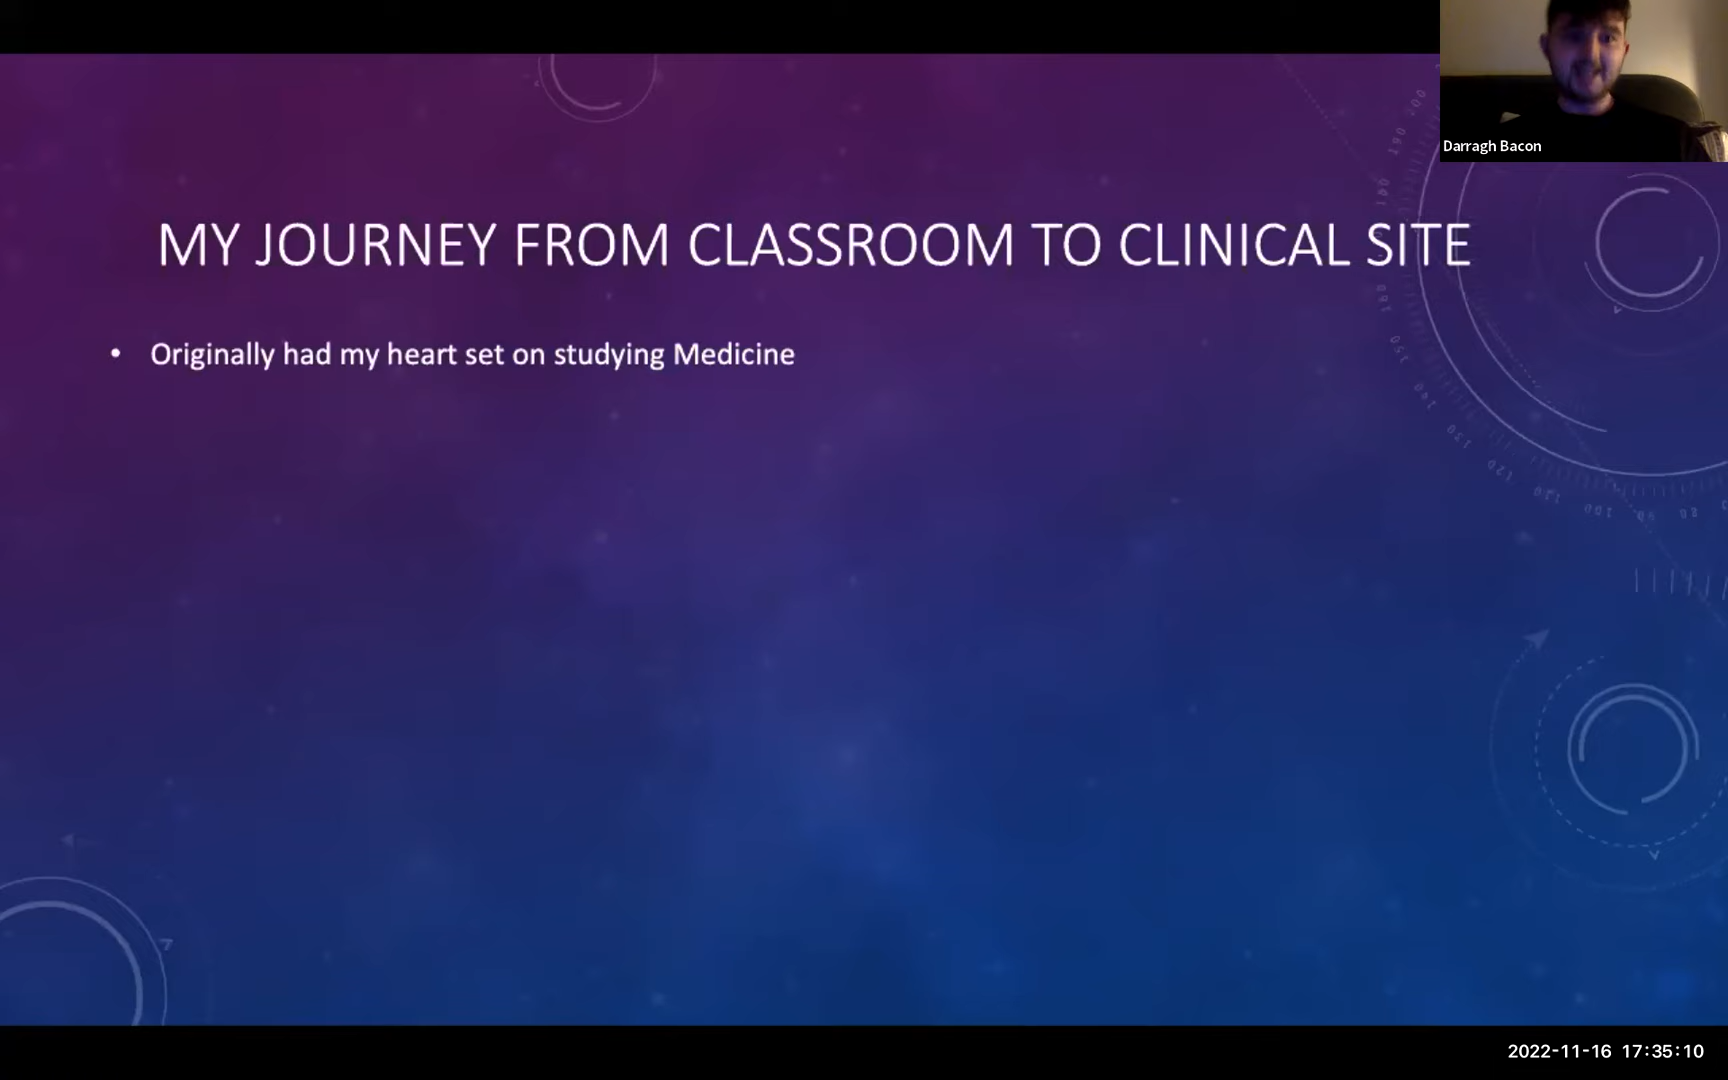 Darragh Bacon
MY JOURNEY FROM CLASSROOM TO CLINICAL SITE
• Originally had my heart set on studying Medicine
2022-11-16 17:35:10